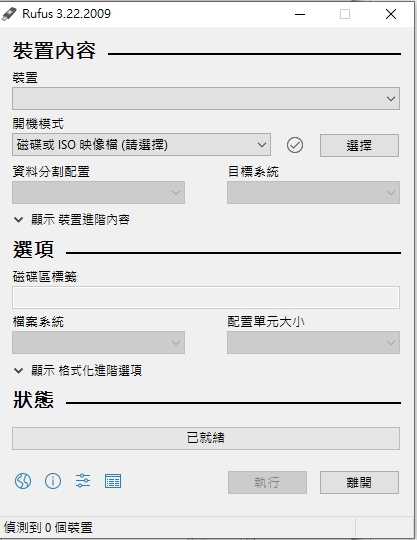 Rufus 3.22.2009
裝置內容
裝置
開機模式
磁碟或 ISO 映像檔 (請選擇)
選擇
資料分割配置
目標系統
顯示 裝置進階內容
選項
磁碟區標籤
檔案系統
配置單元大小
顯示 格式化進階選項
狀態
已就緒
執行
離開
偵測到 0 個裝置